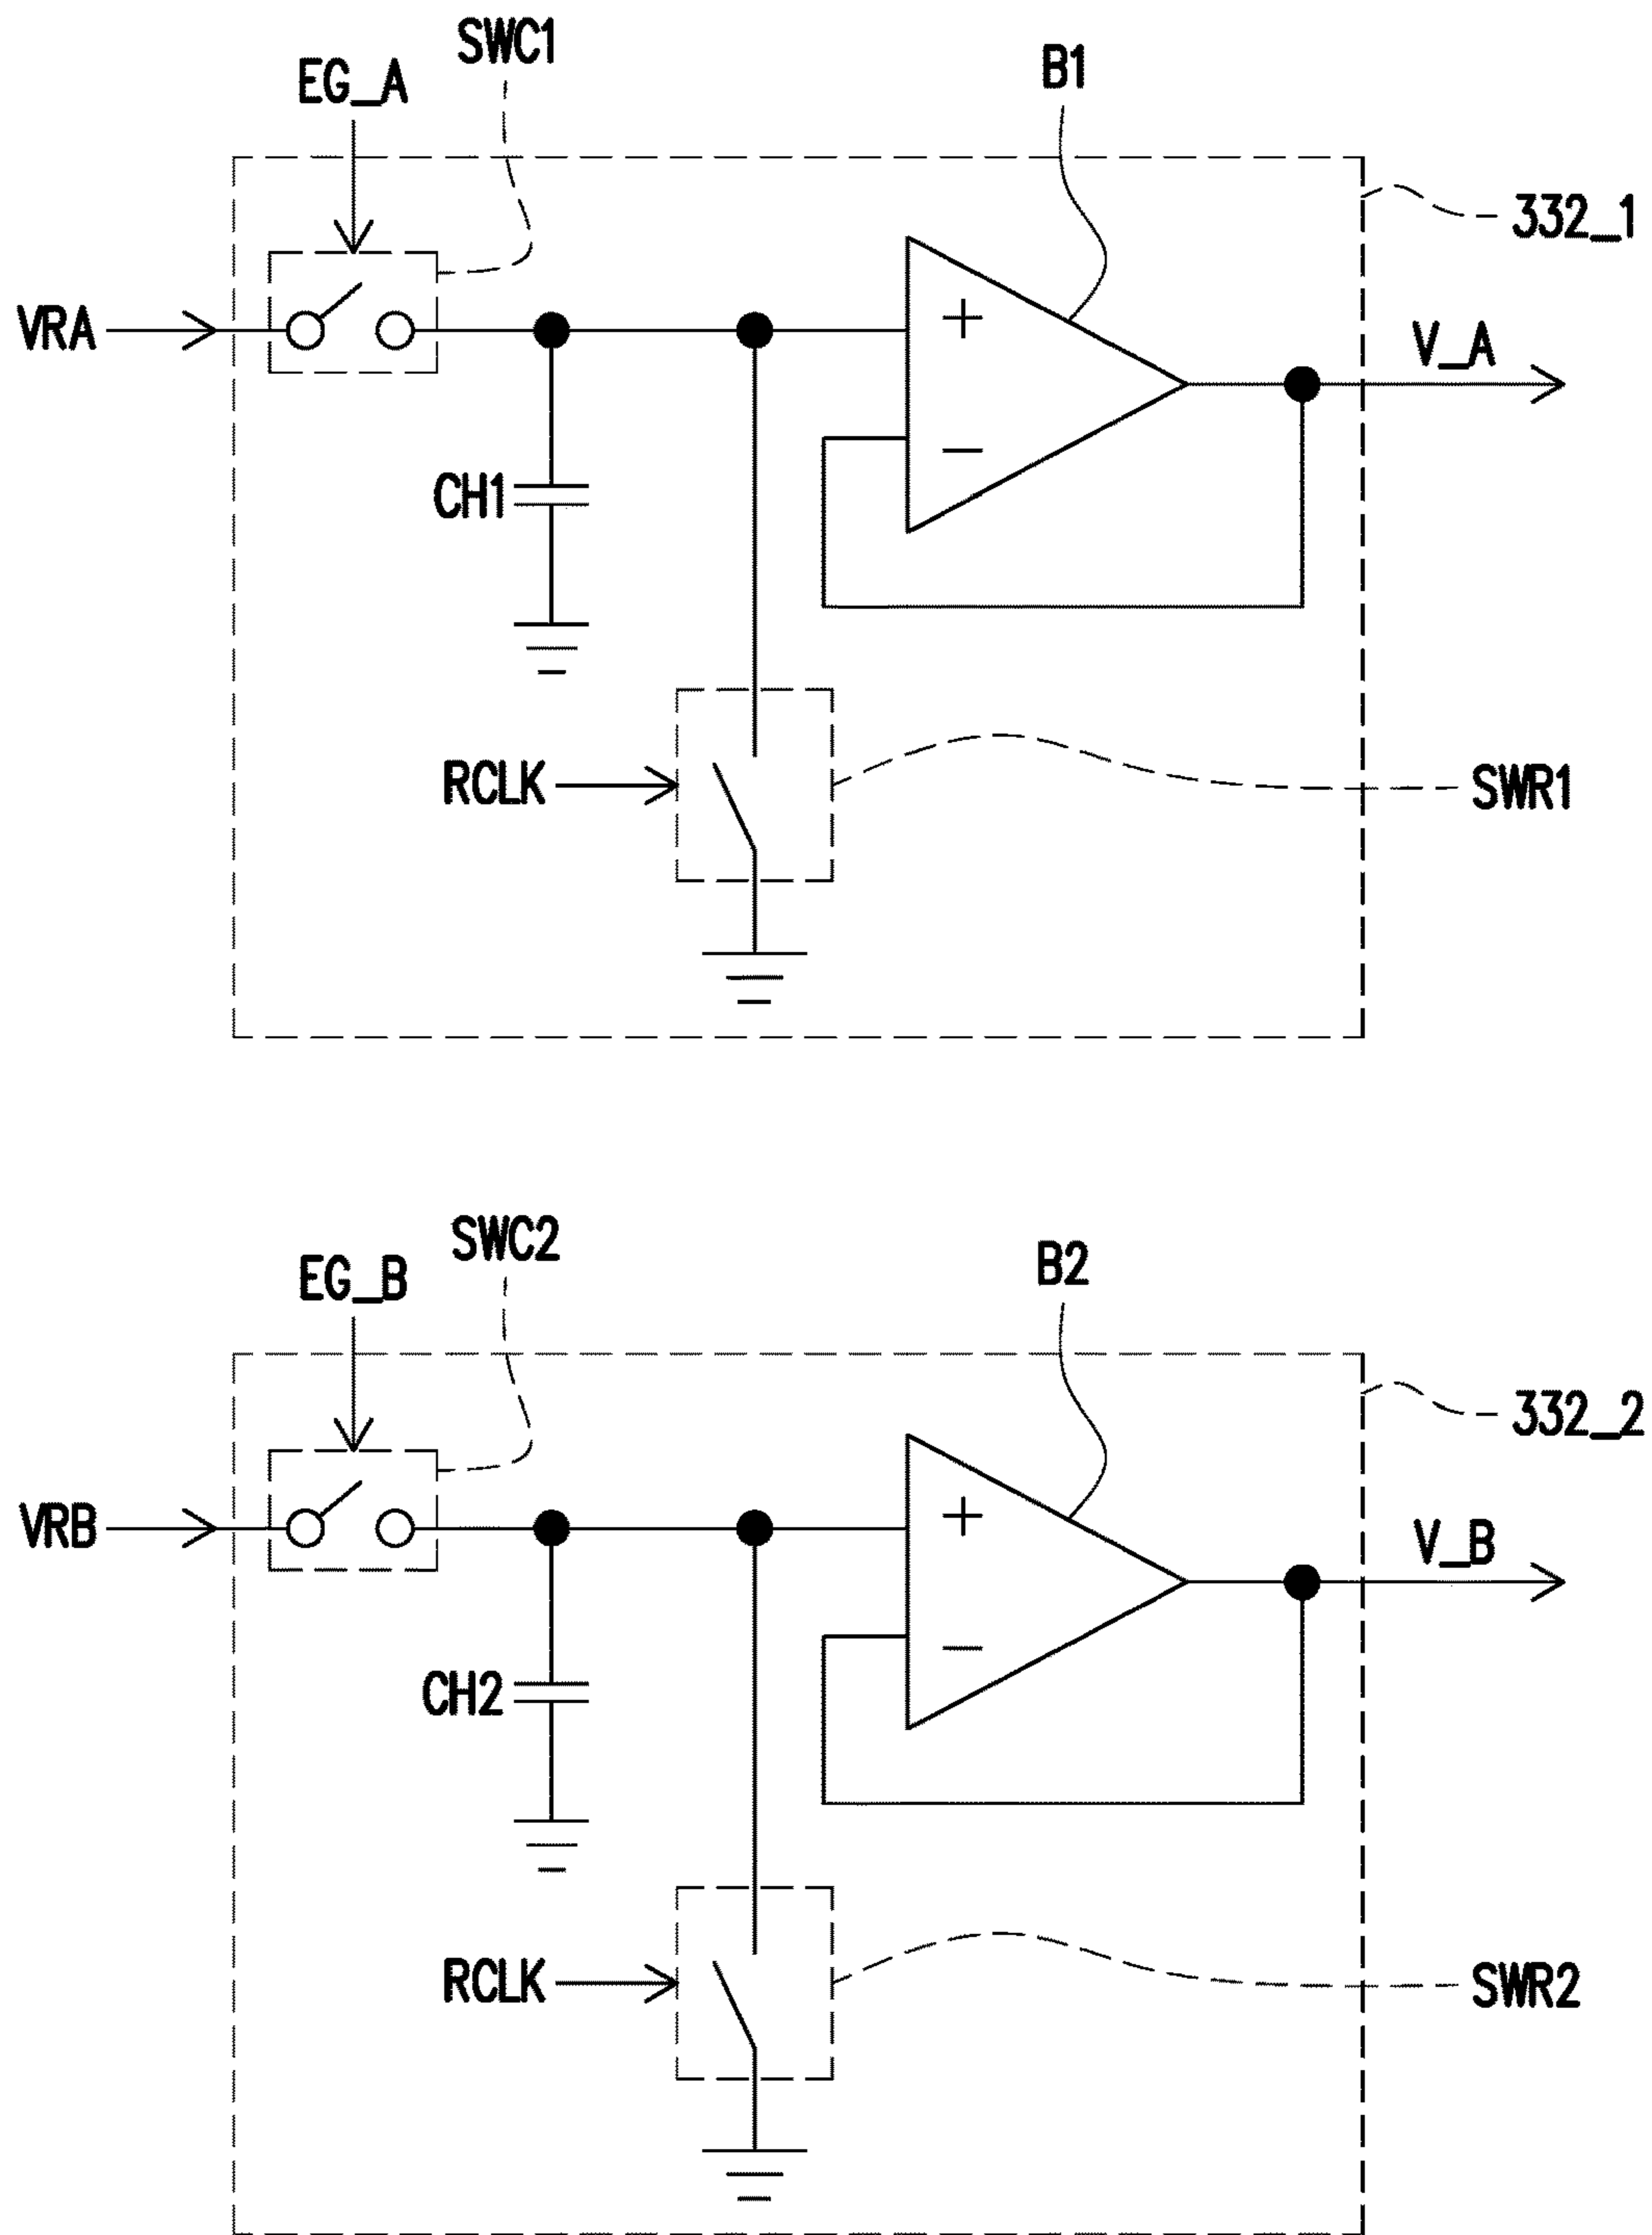 SWC1
EG_A
B1
332_1
VRA
+
V_A
−
CH1
RCLK
SWR1
SWC2
EG_B
B2
332_2
VRB
+
V_B
−
CH2
RCLK
SWR2